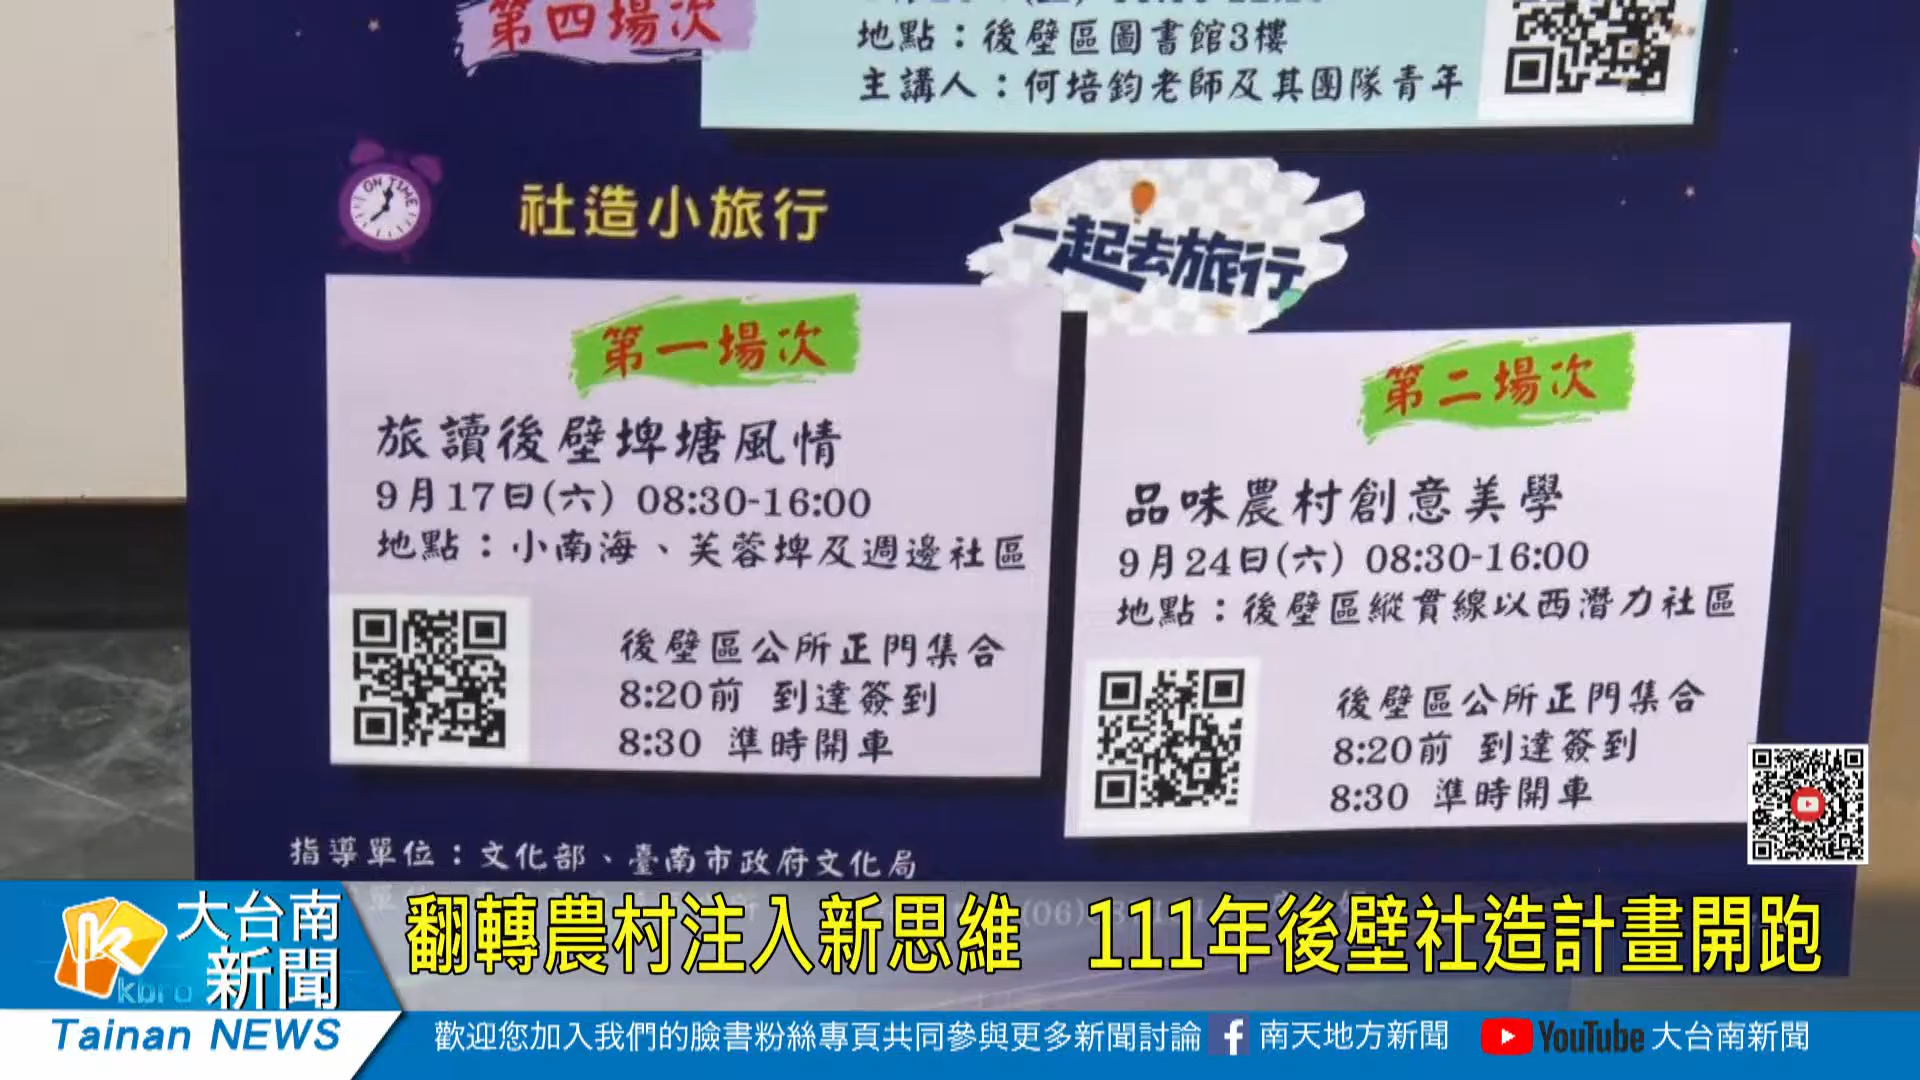 第四場次
地點：後壁區圖書館3樓
主講人：何培鈞老師及其團隊青年
ON TIME
社造小旅行
一起去旅行
第一場次
旅讀後壁埤塘風情
9月17日(六) 08:30-16:00
地點：小南海、芙蓉埤及週邊社區
後壁區公所正門集合
8:20前 到達簽到
8:30 準時開車
第二場次
品味農村創意美學
9月24日(六) 08:30-16:00
地點：後壁區縱貫線以西潛力社區
後壁區公所正門集合
8:20前 到達簽到
8:30 準時開車
指導單位：文化部、臺南市政府文化局
大台南
新聞
kbro
Tainan NEWS
翻轉農村注入新思維 111年後壁社造計畫開跑
歡迎您加入我們的臉書粉絲專頁共同參與更多新聞討論 f 南天地方新聞 YouTube 大台南新聞